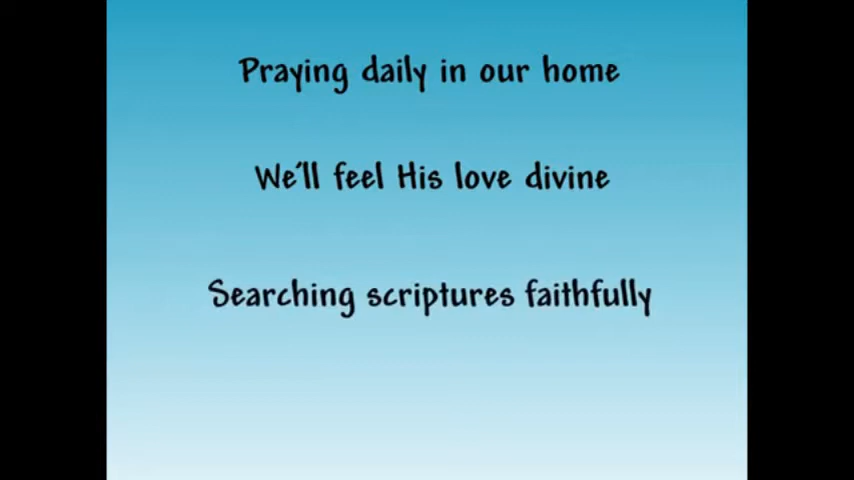 Praying daily in our home
We'll feel His love divine
Searching scriptures faithfully